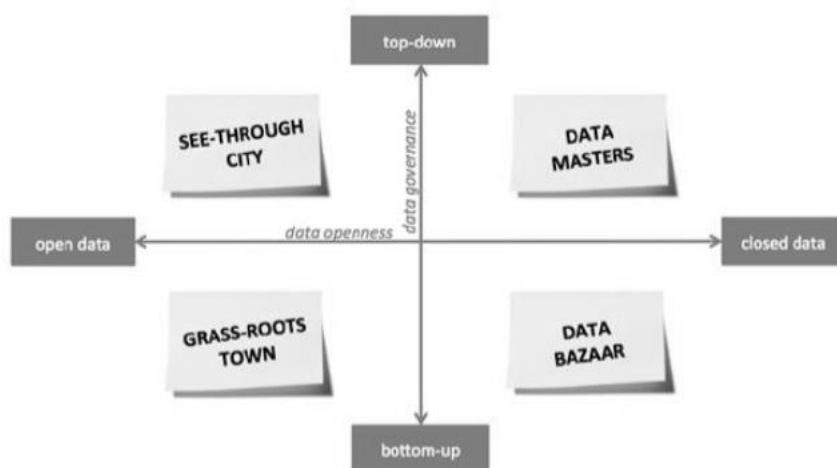 top-down
SEE-THROUGH
CITY
DATA
MASTERS
data governance
open data
data openness
closed data
GRASS-ROOTS
TOWN
DATA
BAZAAR
bottom-up